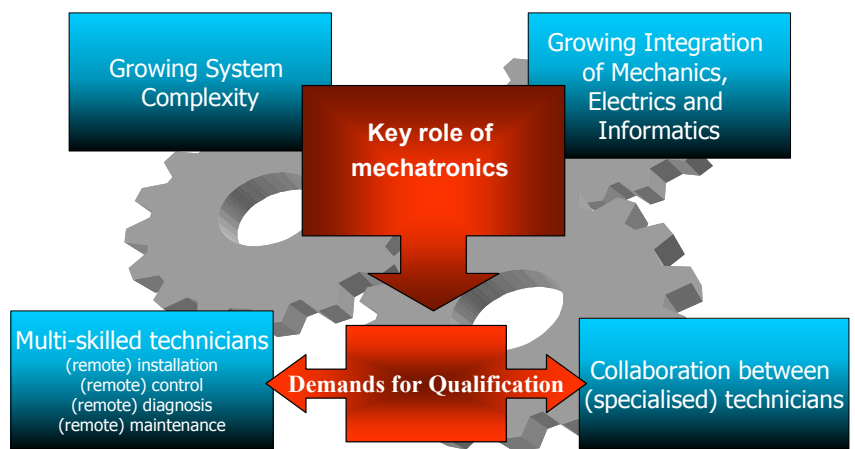 Growing System
Complexity
Growing Integration
of Mechanics,
Electrics and
Informatics
Key role of
mechatronics
Multi-skilled technicians
(remote) installation
(remote) control
(remote) diagnosis
(remote) maintenance
Demands for Qualification
Collaboration between
(specialised) technicians